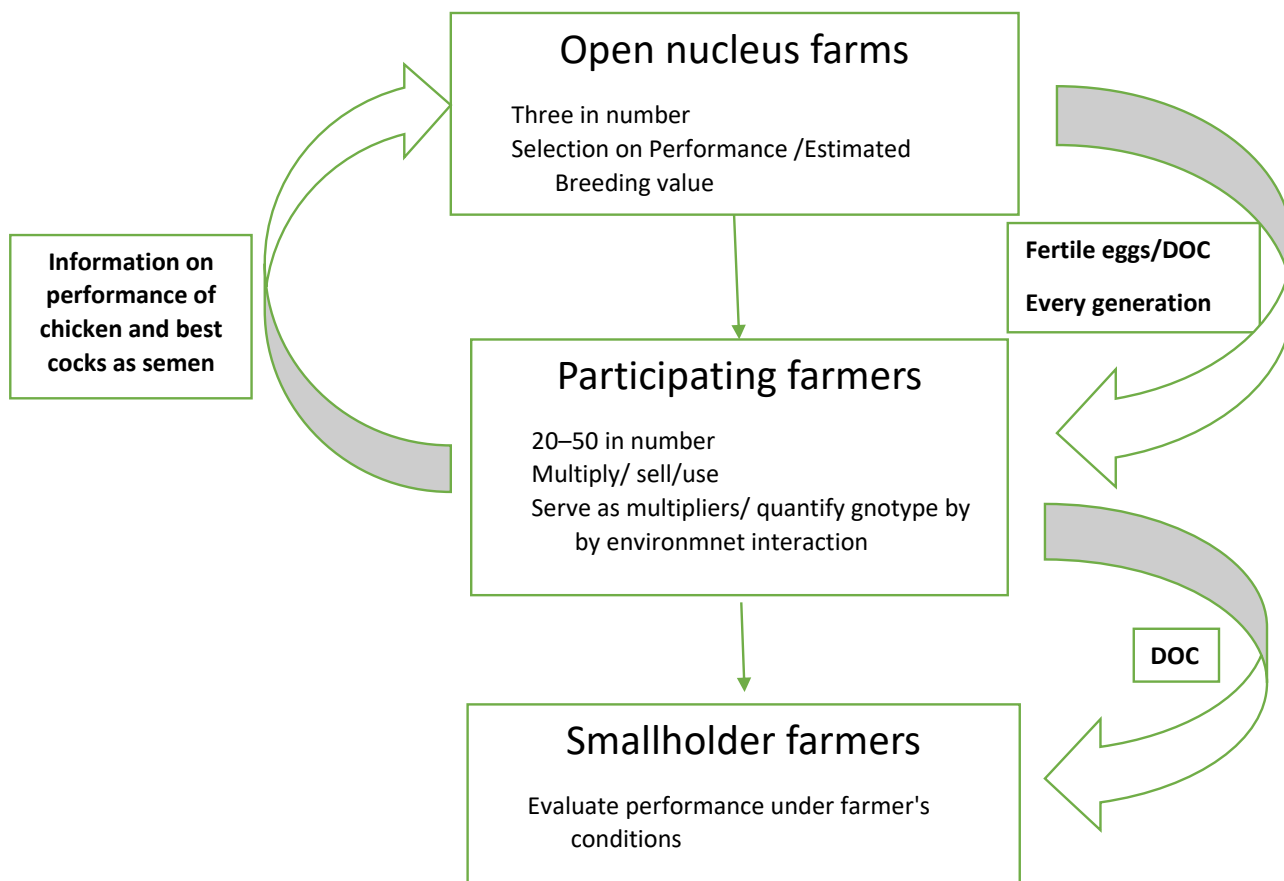 Open nucleus farms
Three in number
Selection on Performance /Estimated
Breeding value
Information on
performance of
chicken and best
cocks as semen
Fertile eggs/DOC
Every generation
Participating farmers
20–50 in number
Multiply/ sell/use
Serve as multipliers/ quantify gnotype by
by environmnet interaction
DOC
Smallholder farmers
Evaluate performance under farmer's
conditions